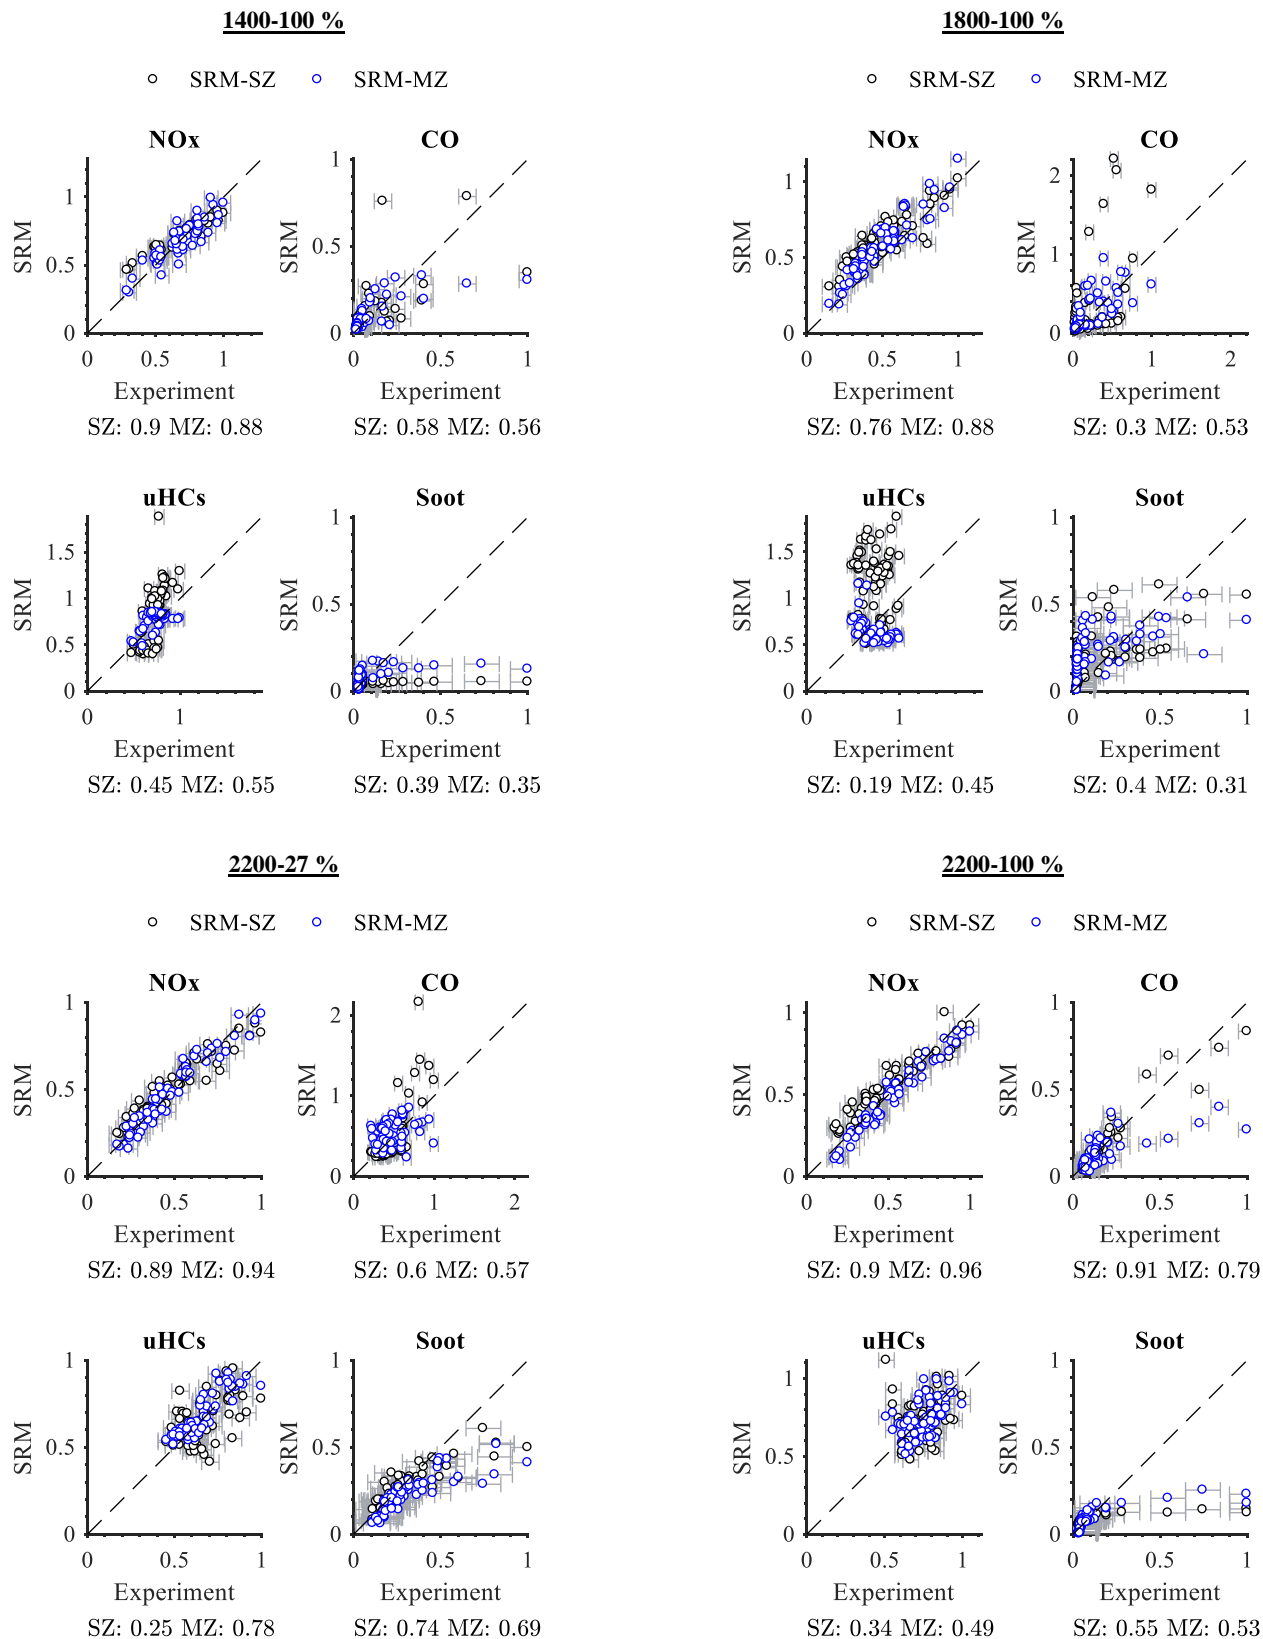 1400-100 %
SRM-SZ SRM-MZ
NOx
1
0.5
0
0 0.5 1
SRM
Experiment
SZ: 0.9 MZ: 0.88
CO
1
0.5
0
0 0.5 1
SRM
Experiment
SZ: 0.58 MZ: 0.56
uHCs
1.5
1
0.5
0
0 1
SRM
Experiment
SZ: 0.45 MZ: 0.55
Soot
1
0.5
0
0 0.5 1
SRM
Experiment
SZ: 0.39 MZ: 0.35
1800-100 %
SRM-SZ SRM-MZ
NOx
1
0.5
0
0 0.5 1
SRM
Experiment
SZ: 0.76 MZ: 0.88
CO
2
1
0
0 1 2
SRM
Experiment
SZ: 0.3 MZ: 0.53
uHCs
1.5
1
0.5
0
0 1
SRM
Experiment
SZ: 0.19 MZ: 0.45
Soot
1
0.5
0
0 0.5 1
SRM
Experiment
SZ: 0.4 MZ: 0.31
2200-27 %
SRM-SZ SRM-MZ
NOx
1
0.5
0
0 0.5 1
SRM
Experiment
SZ: 0.89 MZ: 0.94
CO
2
1
0
0 1 2
SRM
Experiment
SZ: 0.6 MZ: 0.57
uHCs
1
0.5
0
0 0.5 1
SRM
Experiment
SZ: 0.25 MZ: 0.78
Soot
1
0.5
0
0 0.5 1
SRM
Experiment
SZ: 0.74 MZ: 0.69
2200-100 %
SRM-SZ SRM-MZ
NOx
1
0.5
0
0 0.5 1
SRM
Experiment
SZ: 0.9 MZ: 0.96
CO
1
0.5
0
0 0.5 1
SRM
Experiment
SZ: 0.91 MZ: 0.79
uHCs
1
0.5
0
0 0.5 1
SRM
Experiment
SZ: 0.34 MZ: 0.49
Soot
1
0.5
0
0 0.5 1
SRM
Experiment
SZ: 0.55 MZ: 0.53